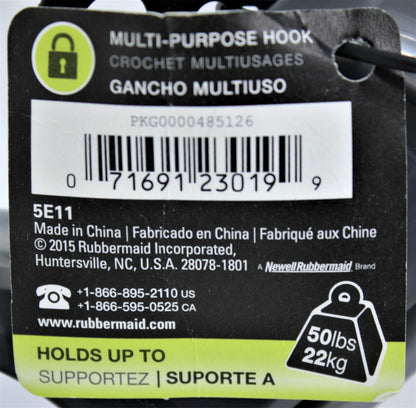 MULTI-PURPOSE HOOK
CROCHET MULTIUSAGES
GANCHO MULTIUSO
PKG0000485126
0 71691 23019 9
5E11
Made in China | Fabricado en China | Fabriqué aux Chine
© 2015 Rubbermaid Incorporated,
Huntersville, NC, U.S.A. 28078-1801 A NewellRubbermaid Brand
+1-866-895-2110 US
+1-866-595-0525 CA
www.rubbermaid.com
50lbs
22kg
HOLDS UP TO
SUPPORTEZ | SUPORTE A